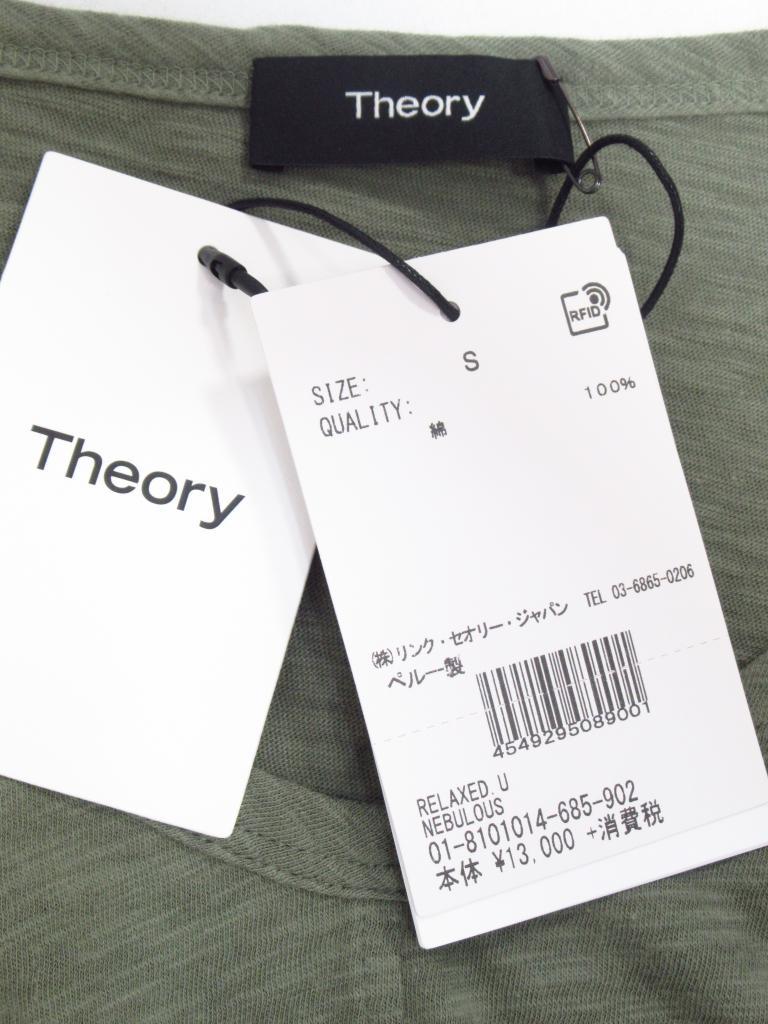 Theory
Theory
RFID
SIZE: S
QUALITY:
綿 100%
(株)リンク・セオリー・ジャパン TEL 03-6865-0206
ペルー製
4549295089001
RELAXED.U
NEBULOUS
01-8101014-685-902
本体 ¥13,000 +消費税